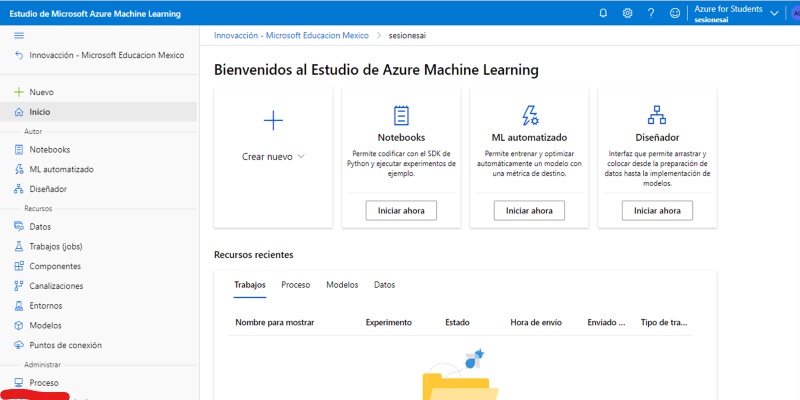 Estudio de Microsoft Azure Machine Learning
Azure for Students
sesionesai
Innovacción - Microsoft Educacion Mexico
Nuevo
Inicio
Autor
Notebooks
ML automatizado
Diseñador
Recursos
Datos
Trabajos (jobs)
Componentes
Canalizaciones
Entornos
Modelos
Puntos de conexión
Administrar
Proceso
Innovacción - Microsoft Educacion Mexico > sesionesai
Bienvenidos al Estudio de Azure Machine Learning
Crear nuevo
Notebooks
Permite codificar con el SDK de
Python y ejecutar experimentos de
ejemplo.
Iniciar ahora
ML automatizado
Permite entrenar y optimizar
automáticamente un modelo con
una métrica de destino.
Iniciar ahora
Diseñador
Interfaz que permite arrastrar y
colocar desde la preparación de
datos hasta la implementación de
modelos.
Iniciar ahora
Recursos recientes
Trabajos Proceso Modelos Datos
Nombre para mostrar Experimento Estado Hora de envío Enviado ... Tipo de tra...